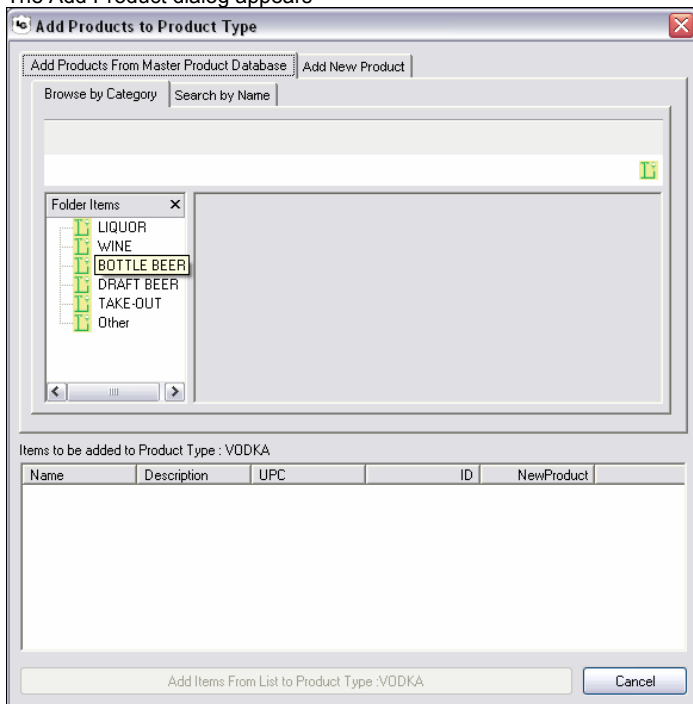 The Add Product dialog appears
Add Products to Product Type
Add Products From Master Product Database Add New Product
Browse by Category Search by Name
Folder Items
LIQUOR
WINE
BOTTLE BEER
DRAFT BEER
TAKE-OUT
Other
Items to be added to Product Type : VODKA
Name Description UPC ID NewProduct
Add Items From List to Product Type :VODKA Cancel